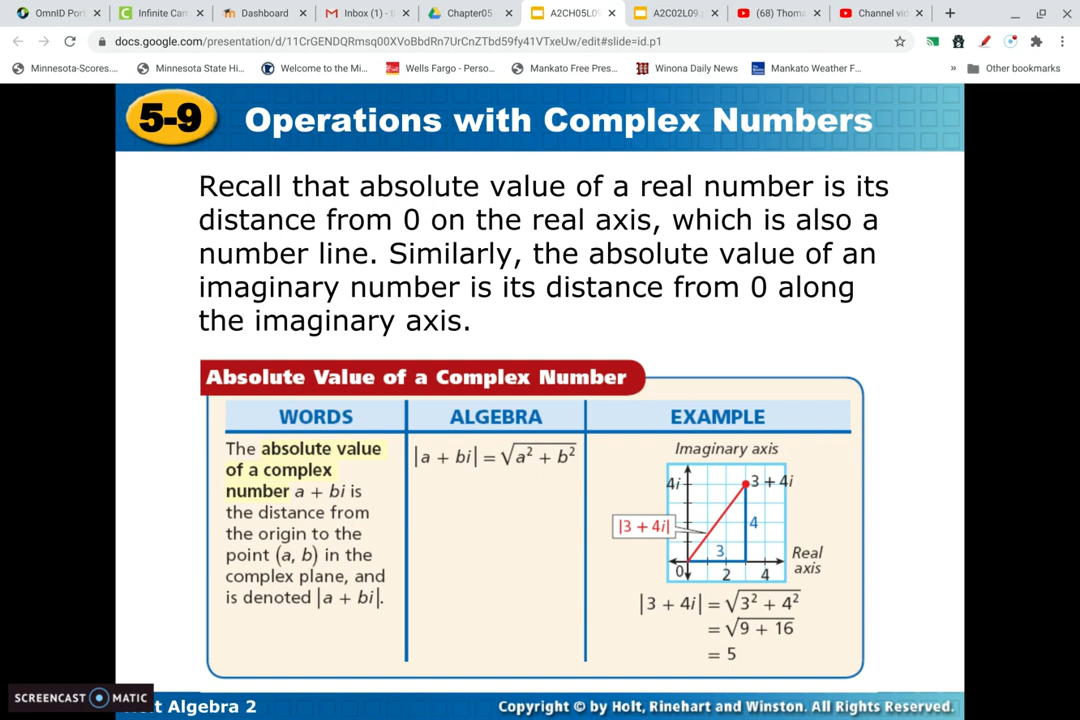 OmniID Port
Infinite Cam
Dashboard
Inbox (1) - t
Chapter05
A2CH05L09
A2C02L09.p
(68) Thoma
Channel vid
docs.google.com/presentation/d/11CrGENDQRmsq00XVoBbdRn7UrCnZTbd59fy41VTxeUw/edit#slide=id.p1
Minnesota-Scores....
Minnesota State Hi...
Welcome to the Mi...
Wells Fargo - Perso...
Mankato Free Pres...
Winona Daily News
Mankato Weather F...
» Other bookmarks
5-9 Operations with Complex Numbers
Recall that absolute value of a real number is its
distance from 0 on the real axis, which is also a
number line. Similarly, the absolute value of an
imaginary number is its distance from 0 along
the imaginary axis.
Absolute Value of a Complex Number
WORDS
The absolute value
of a complex
number a + bi is
the distance from
the origin to the
point (a, b) in the
complex plane, and
is denoted |a + bi|.
ALGEBRA
|a + bi| = √a² + b²
EXAMPLE
Imaginary axis
4i
3 + 4i
|3 + 4i|
4
3
Real
axis
0
2
4
|3 + 4i| = √3² + 4²
= √9 + 16
= 5
SCREENCAST MATIC
lt Algebra 2
Copyright © by Holt, Rinehart and Winston. All Rights Reserved.